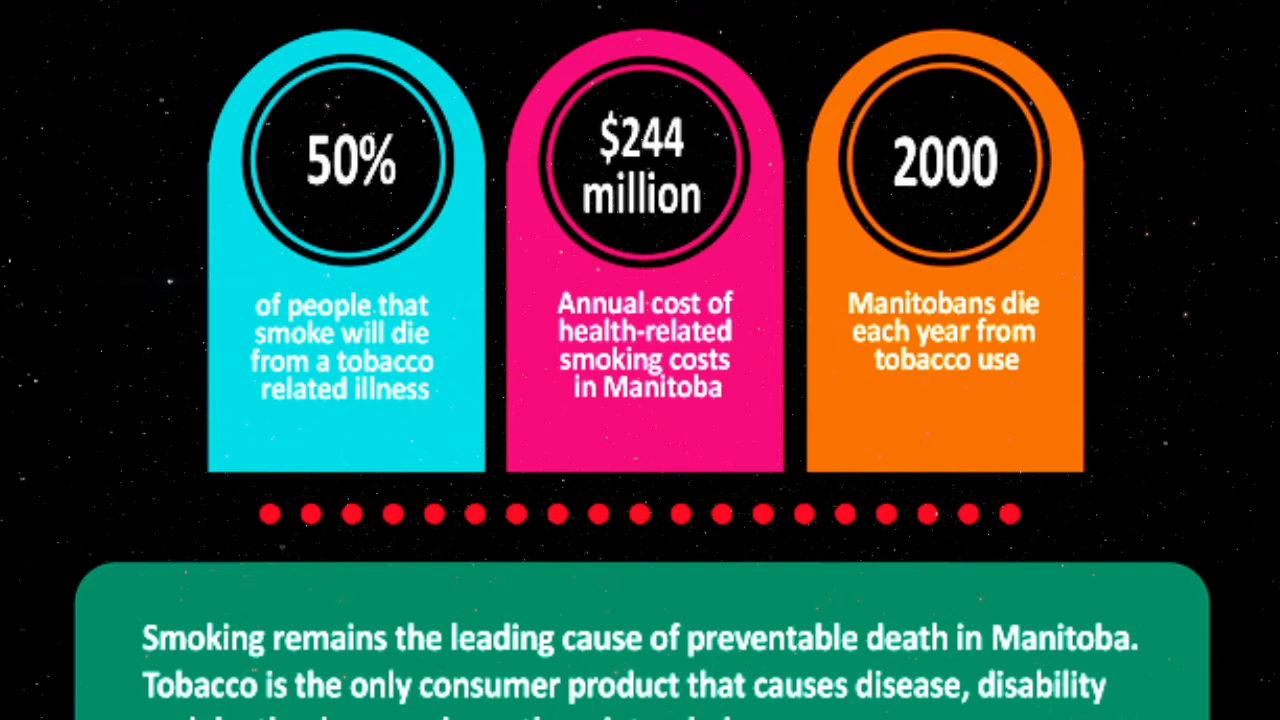 50%
of people that
smoke will die
from a tobacco
related illness
$244
million
Annual cost of
health-related
smoking costs
in Manitoba
2000
Manitobans die
each year from
tobacco use
Smoking remains the leading cause of preventable death in Manitoba.
Tobacco is the only consumer product that causes disease, disability